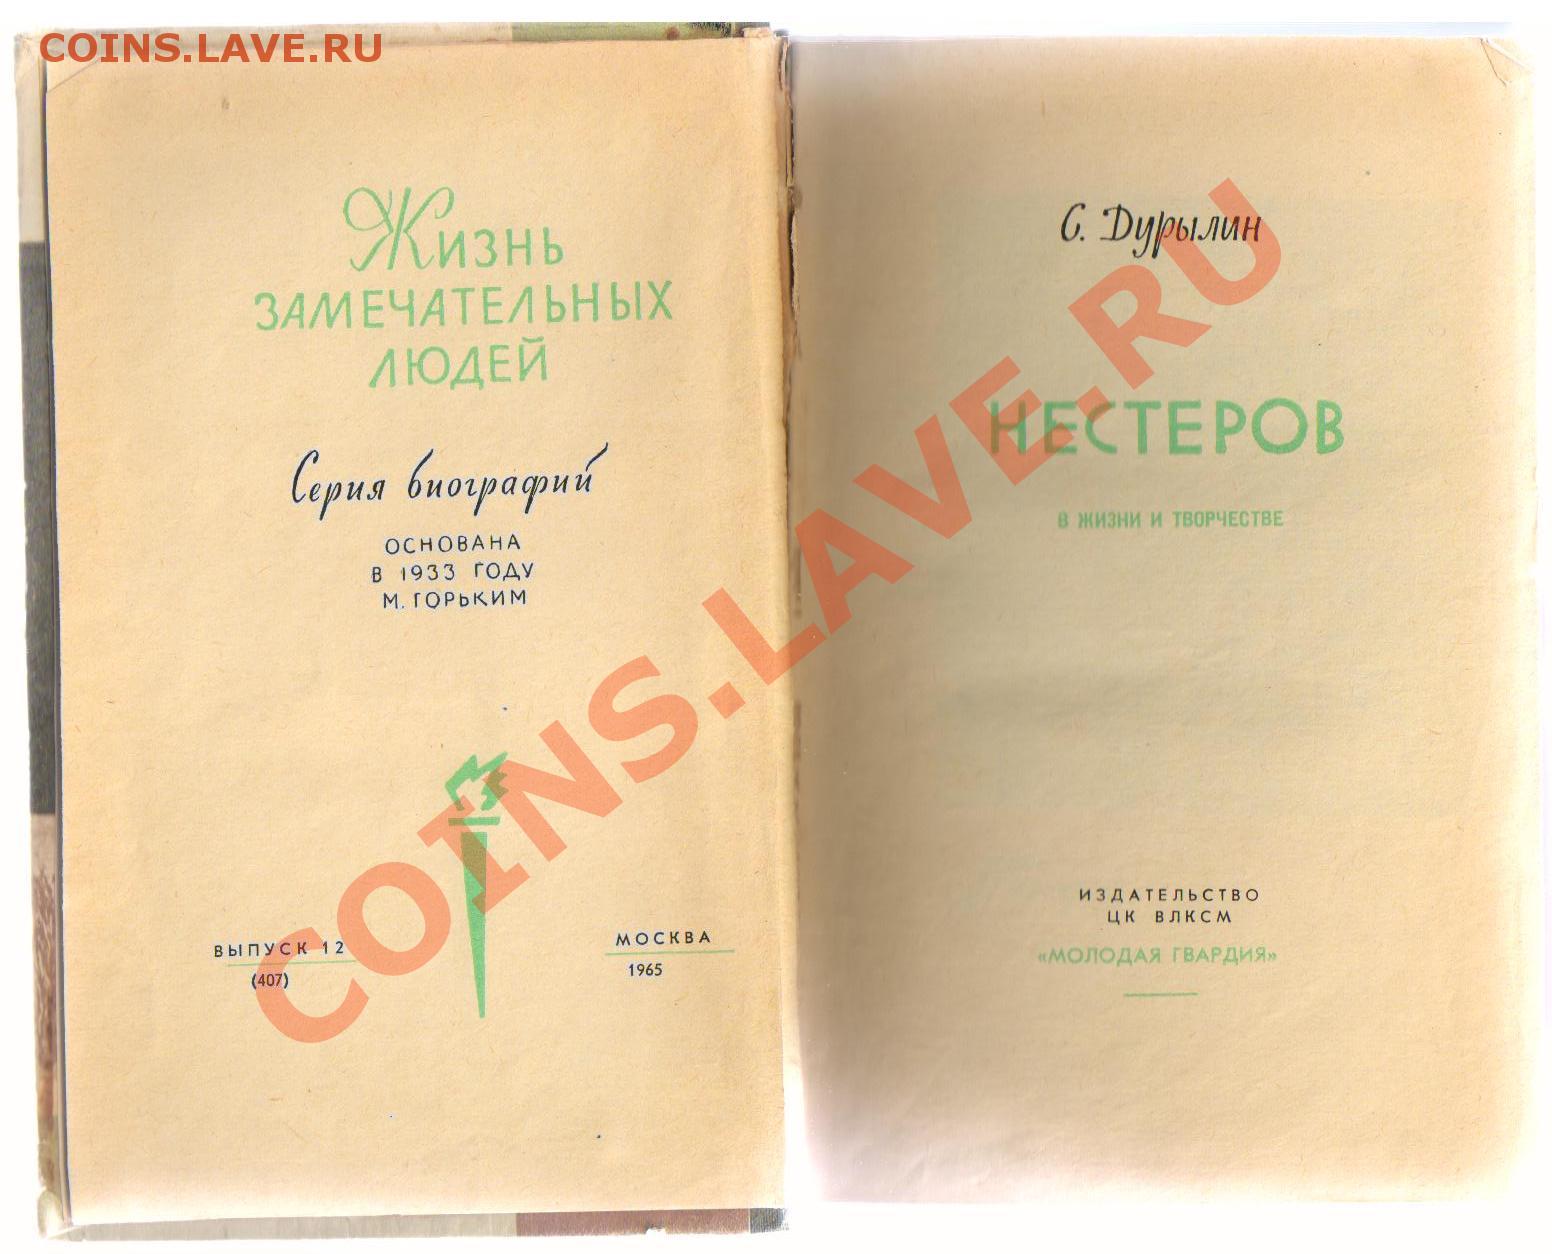 COINS.LAVE.RU
Жизнь
ЗАМЕЧАТЕЛЬНЫХ
ЛЮДЕЙ
Серия биографий
ОСНОВАНА
В 1933 ГОДУ
М. ГОРЬКИМ
ВЫПУСК 12
(407)
МОСКВА
1965
С. Дурылин
НЕСТЕРОВ
В ЖИЗНИ И ТВОРЧЕСТВЕ
ИЗДАТЕЛЬСТВО
ЦК ВЛКСМ
«МОЛОДАЯ ГВАРДИЯ»
COINS.LAVE.RU